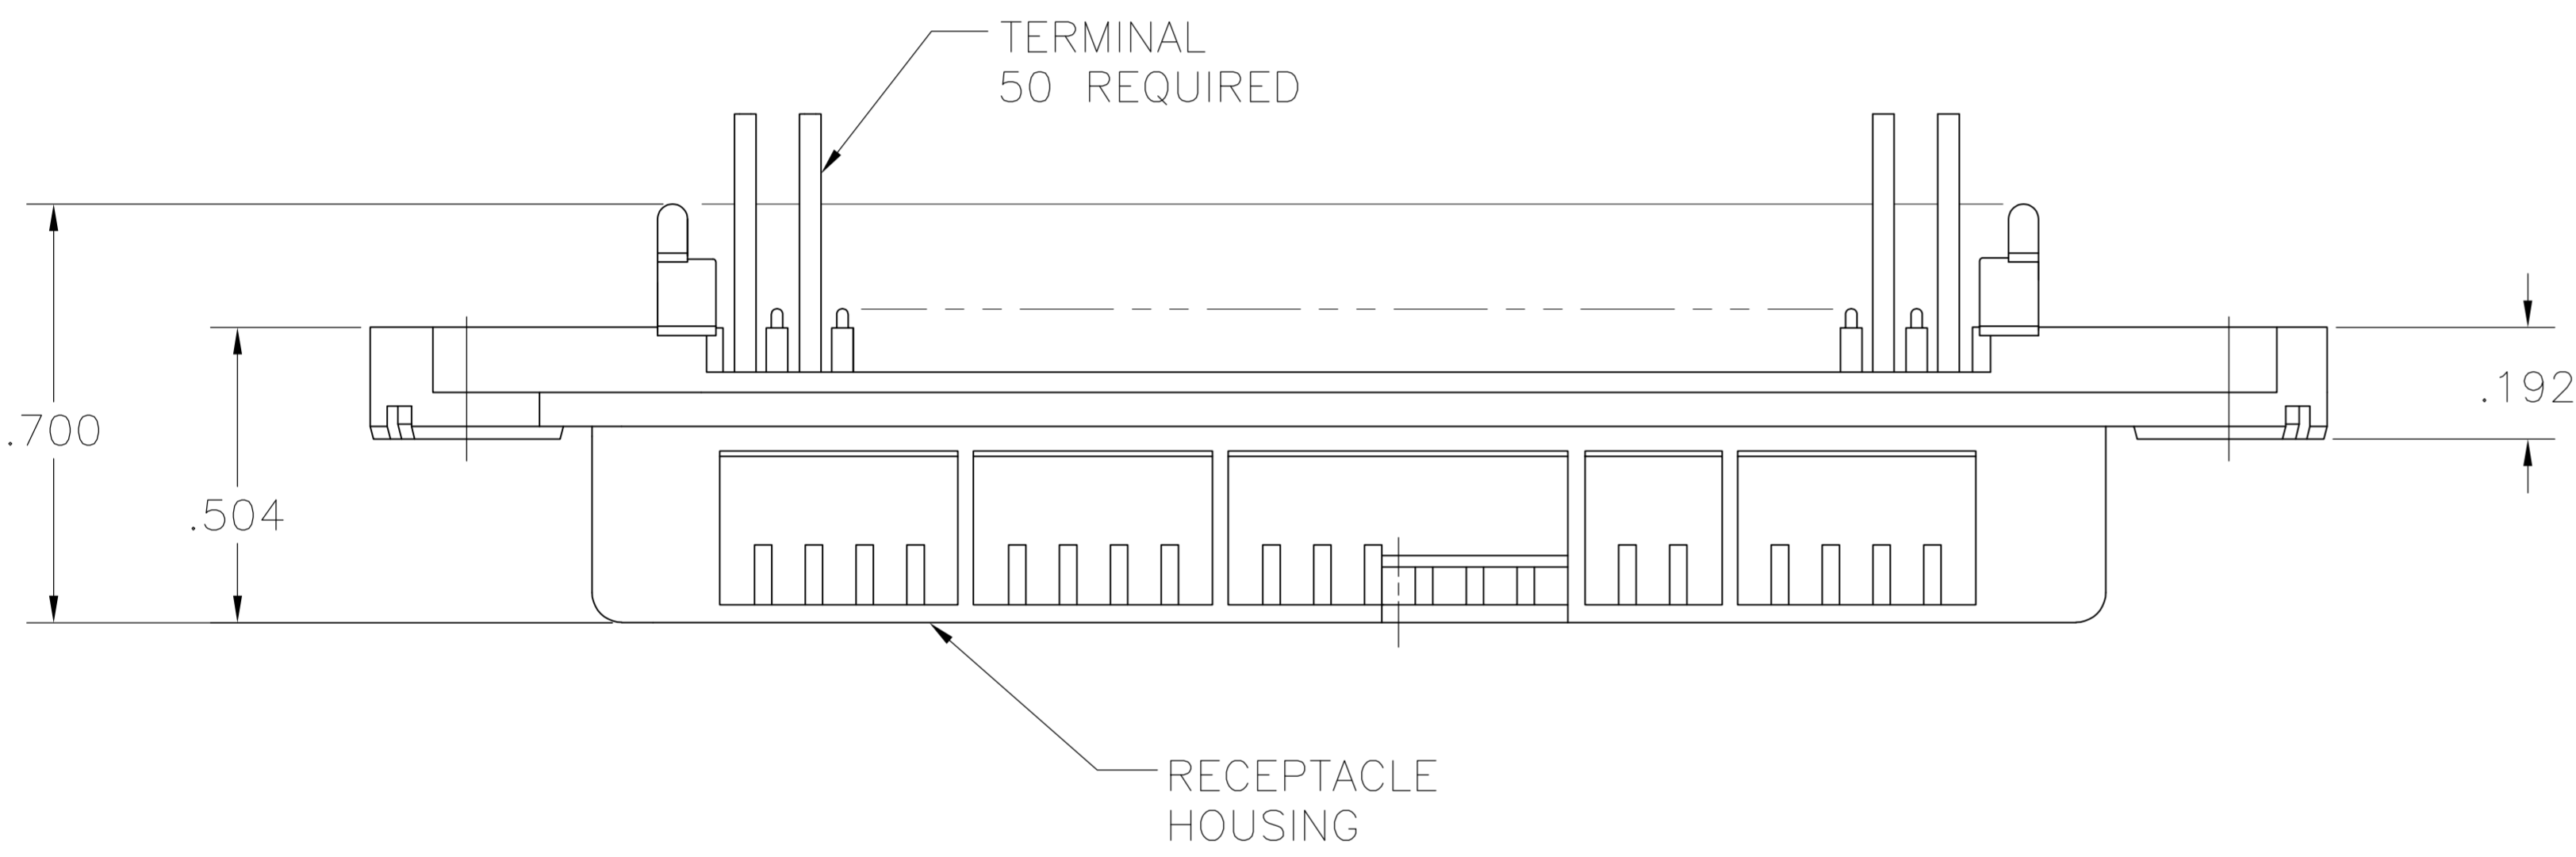 TERMINAL
50 REQUIRED
.700
.504
.192
RECEPTACLE
HOUSING